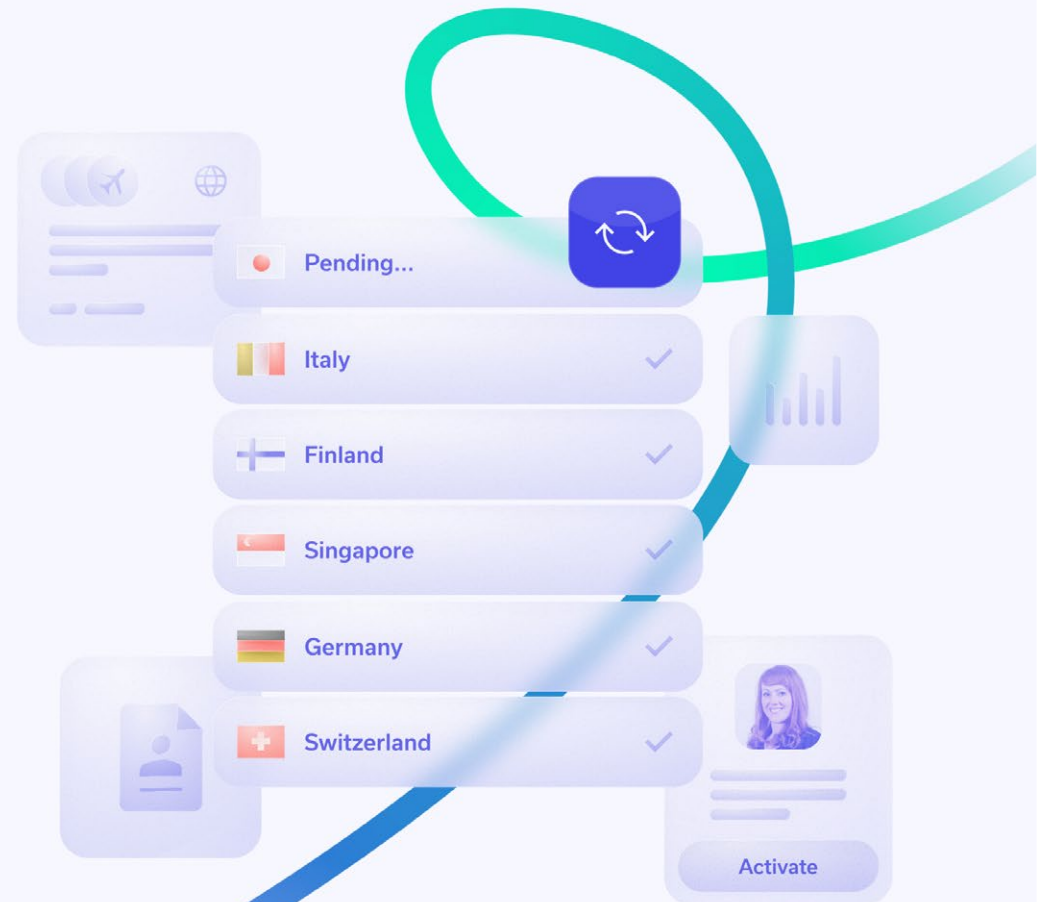 Pending...
Italy
Finland
Singapore
Germany
Switzerland
Activate